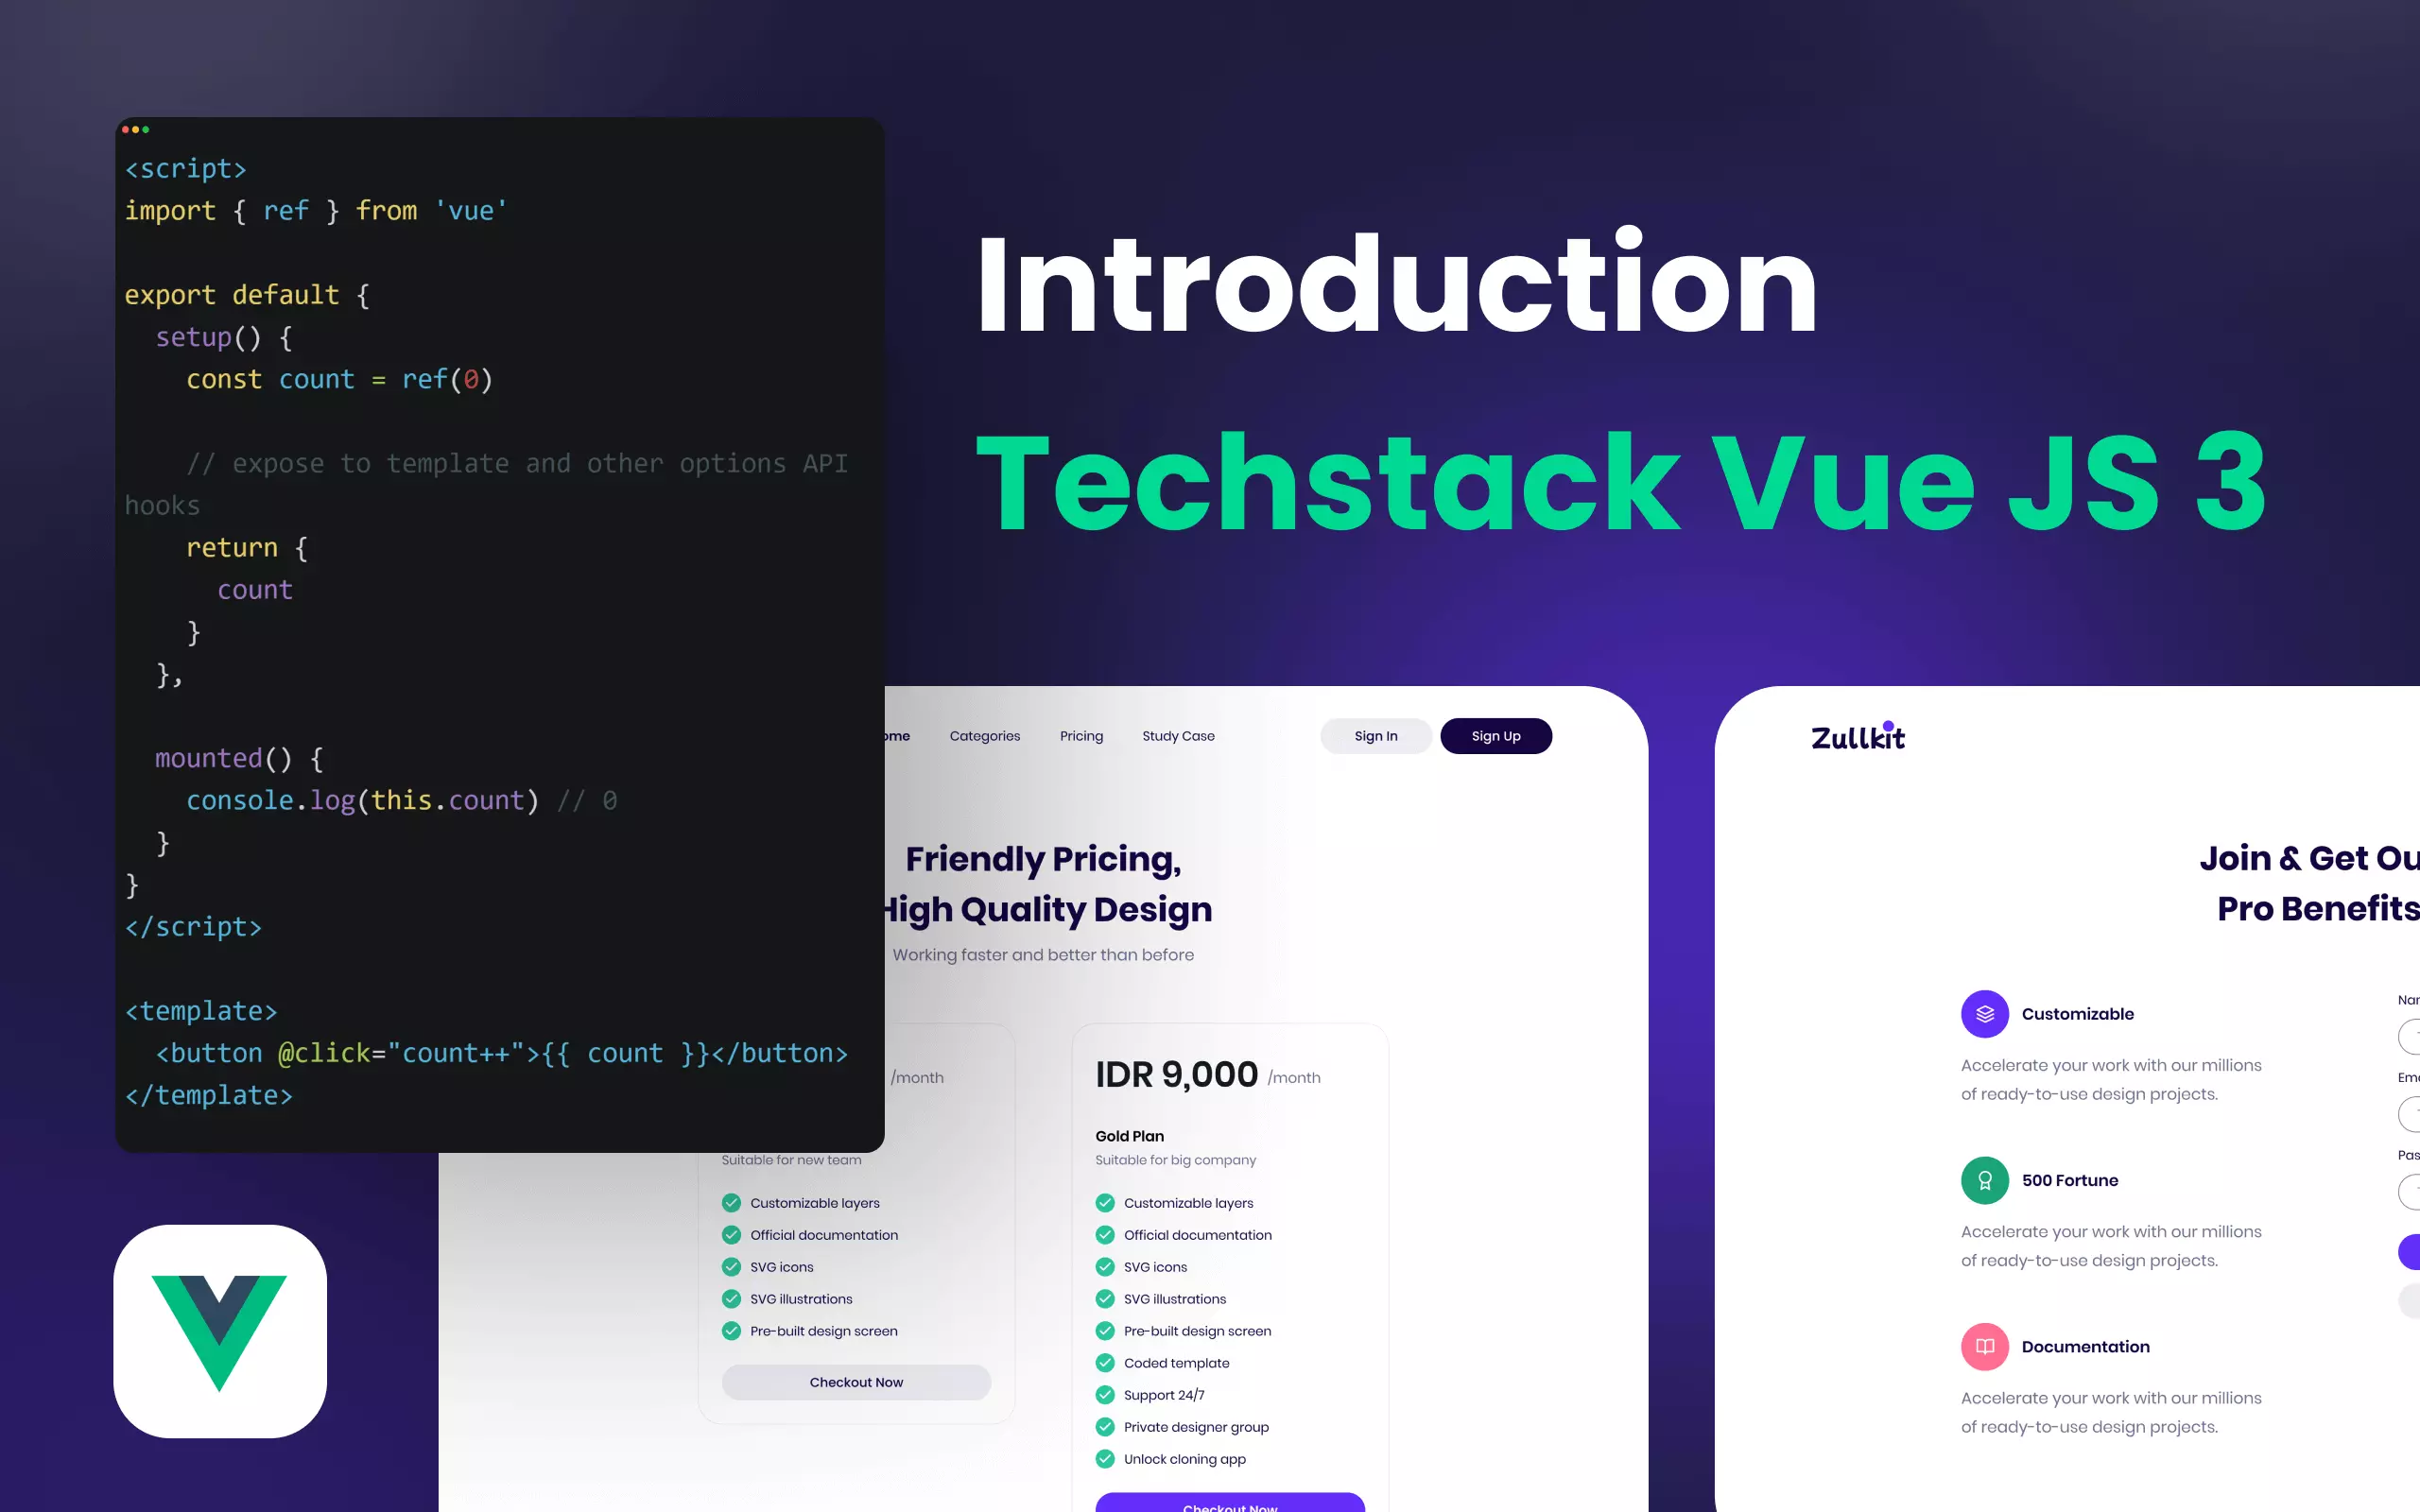 <script>
import { ref } from 'vue'
export default {
setup() {
const count = ref(0)
// expose to template and other options API
hooks
return {
count
}
},
mounted() {
console.log(this.count) // 0
}
}
</script>
<template>
<button @click="count++">{{ count }}</button>
</template>
Introduction
Techstack Vue JS 3
Categories Pricing Study Case Sign In Sign Up
Friendly Pricing,
High Quality Design
Working faster and better than before
/month
Suitable for new team
Customizable layers
Official documentation
SVG icons
SVG illustrations
Pre-built design screen
Checkout Now
IDR 9,000 /month
Gold Plan
Suitable for big company
Customizable layers
Official documentation
SVG icons
SVG illustrations
Pre-built design screen
Coded template
Support 24/7
Private designer group
Unlock cloning app
Checkout Now
Zullkit
Join & Get Ou
Pro Benefits
Customizable
Accelerate your work with our millions
of ready-to-use design projects.
500 Fortune
Accelerate your work with our millions
of ready-to-use design projects.
Documentation
Accelerate your work with our millions
of ready-to-use design projects.